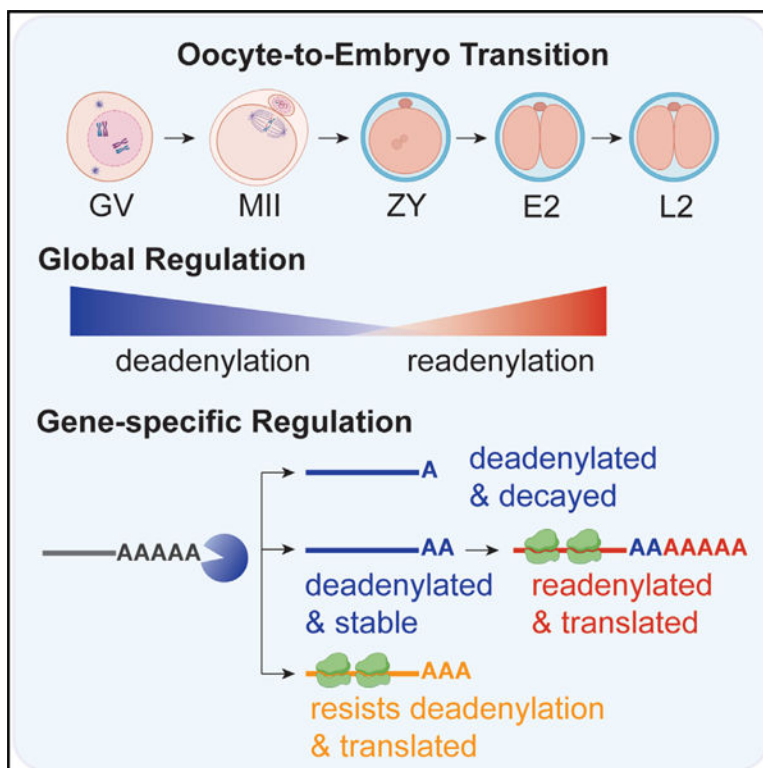 Oocyte-to-Embryo Transition
GV MII ZY E2 L2
Global Regulation
deadenylation readenylation
Gene-specific Regulation
A
deadenylated
& decayed
AAAAA
AA
AAAAAAA
deadenylated
& stable
readenylated
& translated
AAA
resists deadenylation
& translated